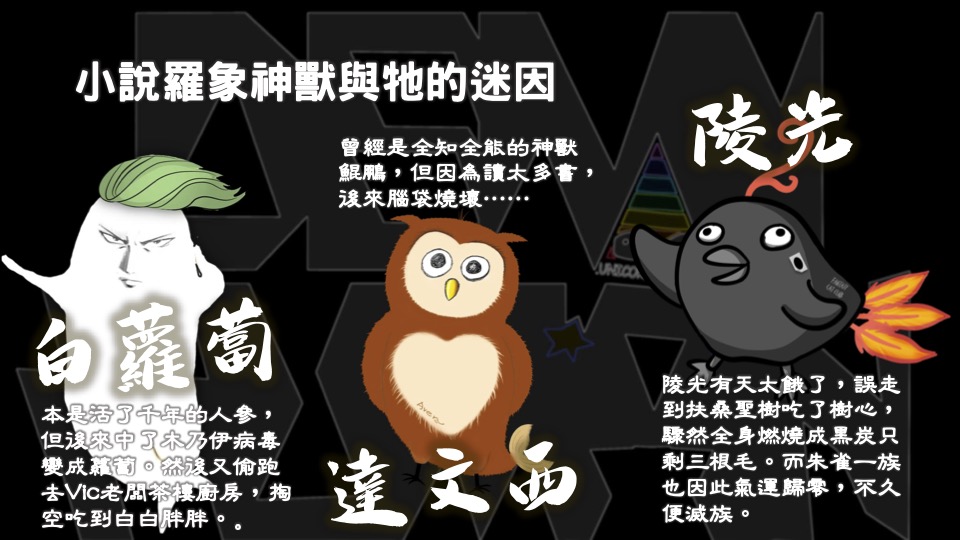 小說羅象神獸與牠的迷因
曾經是全知全能的神獸
鯤鵬，但因為讀太多書，
後來腦袋燒壞……
陵光
白蘿蔔
本是活了千年的人參，
但後來中了木乃伊病毒
變成蘿蔔。然後又偷跑
去Vic老闆茶樓廚房，掏
空吃到白白胖胖。。
達文西
陵光有天太餓了，誤走
到扶桑聖樹吃了樹心，
驟然全身燃燒成黑炭只
剩三根毛。而朱雀一族
也因此氣運歸零，不久
便滅族。